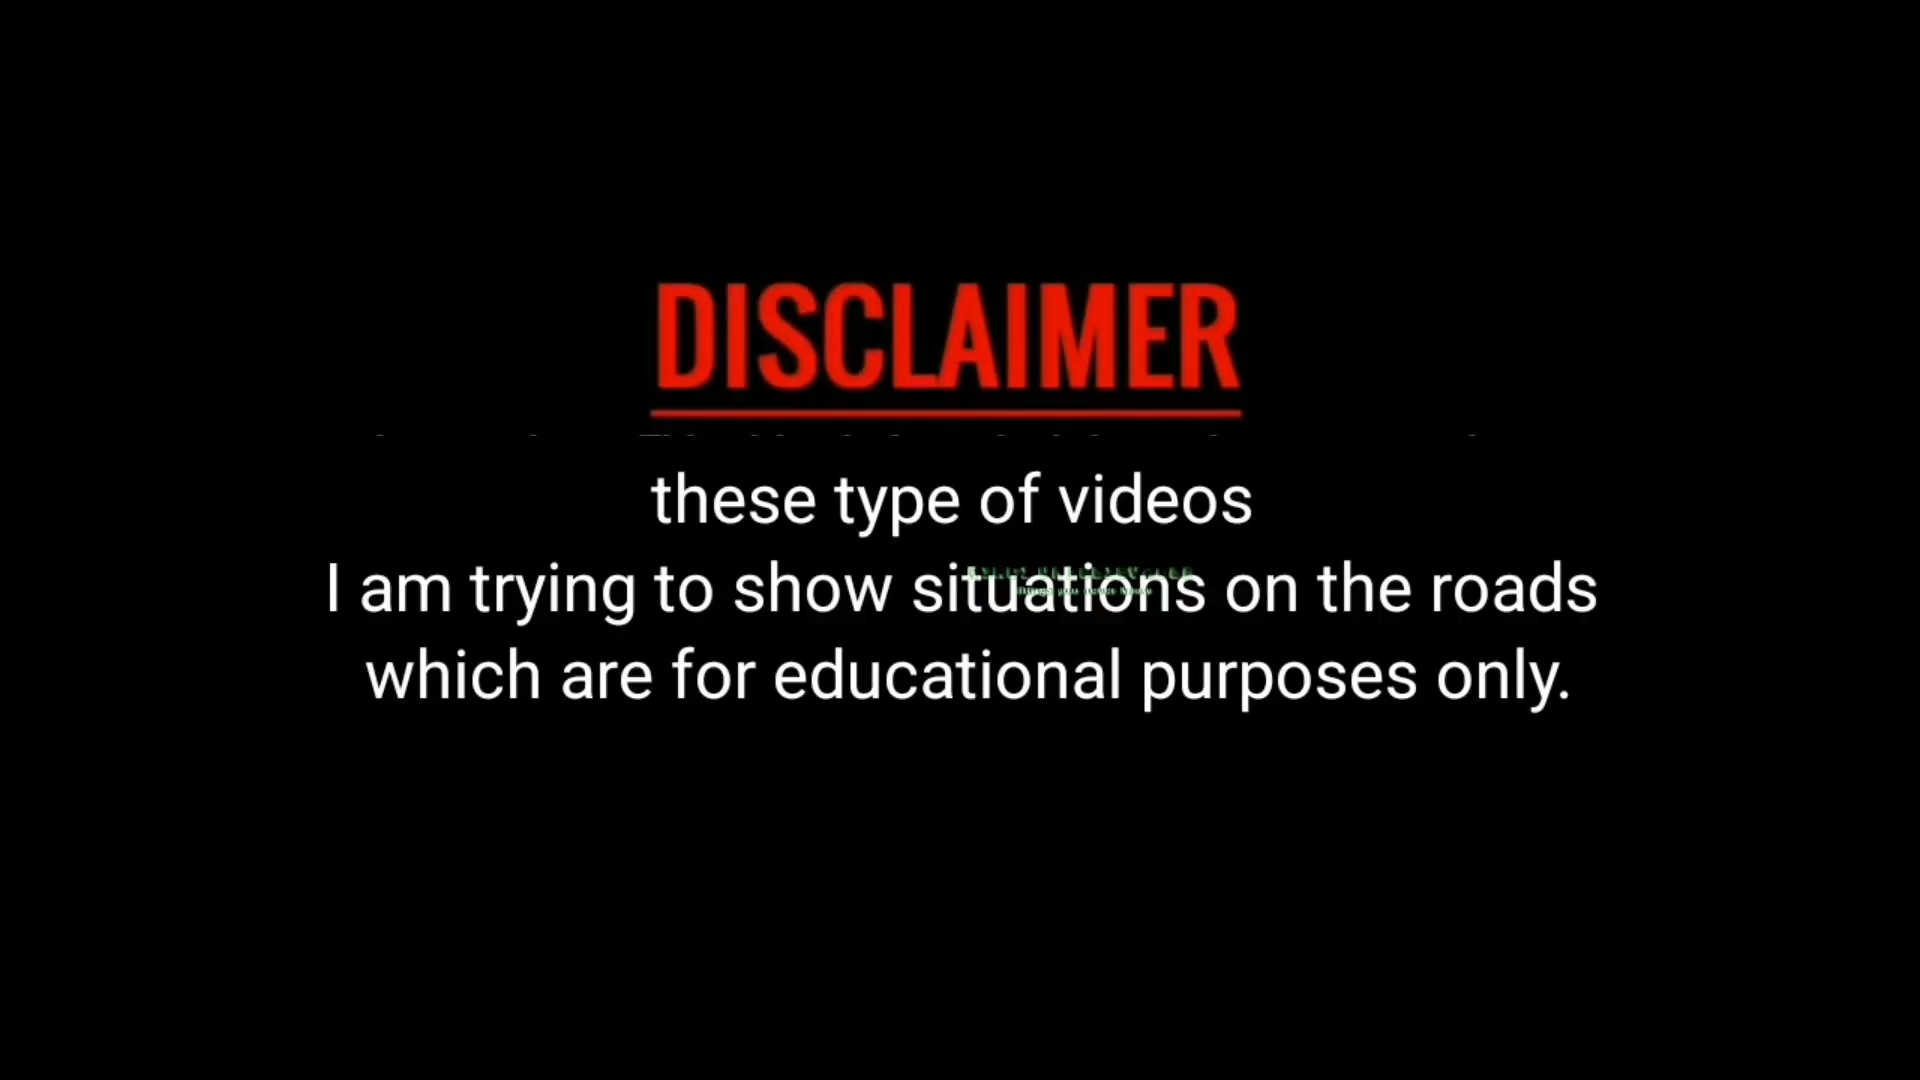 DISCLAIMER
these type of videos
I am trying to show situations on the roads
which are for educational purposes only.